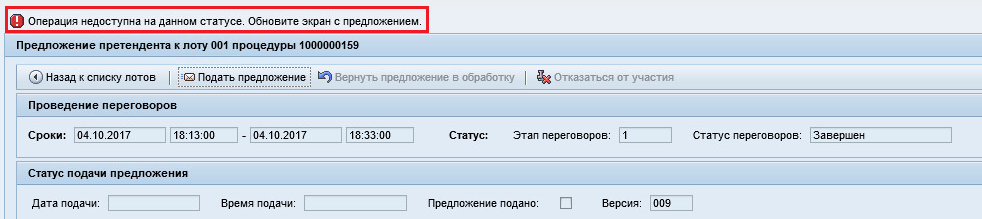 Операция недоступна на данном статусе. Обновите экран с предложением.
Предложение претендента к лоту 001 процедуры 1000000159
Назад к списку лотов Подать предложение Вернуть предложение в обработку Отказаться от участия
Проведение переговоров
Сроки: 04.10.2017 18:13:00 - 04.10.2017 18:33:00 Статус: Этап переговоров: 1 Статус переговоров: Завершен
Статус подачи предложения
Дата подачи: Время подачи: Предложение подано: Версия: 009